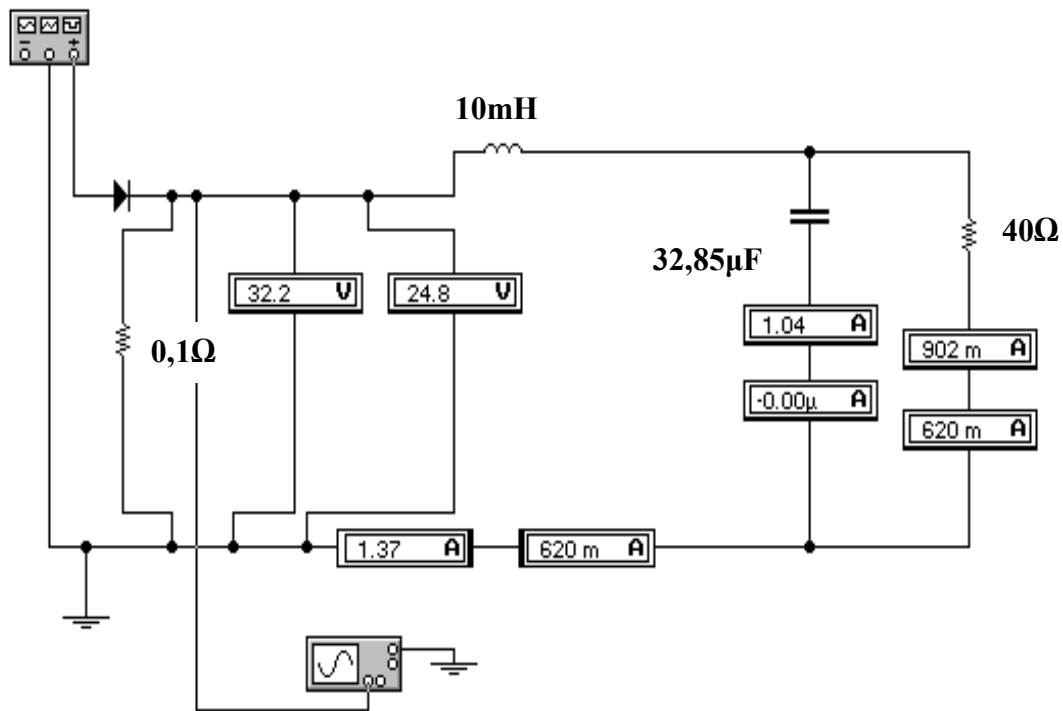 10mH
32,85µF
40Ω
32.2 V
24.8 V
0,1Ω
1.04 A
902 m A
-0.00µ A
620 m A
1.37 A
620 m A